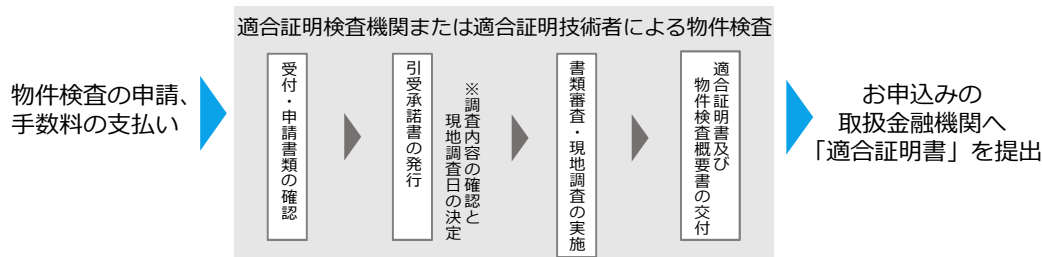 適合証明検査機関または適合証明技術者による物件検査
物件検査の申請、
手数料の支払い
受付・申請書類の確認
引受承諾書の発行
※調査内容の確認と
現地調査日の決定
書類審査・現地調査の実施
適合証明書及び
物件検査概要書の交付
お申込みの
取扱金融機関へ
「適合証明書」を提出